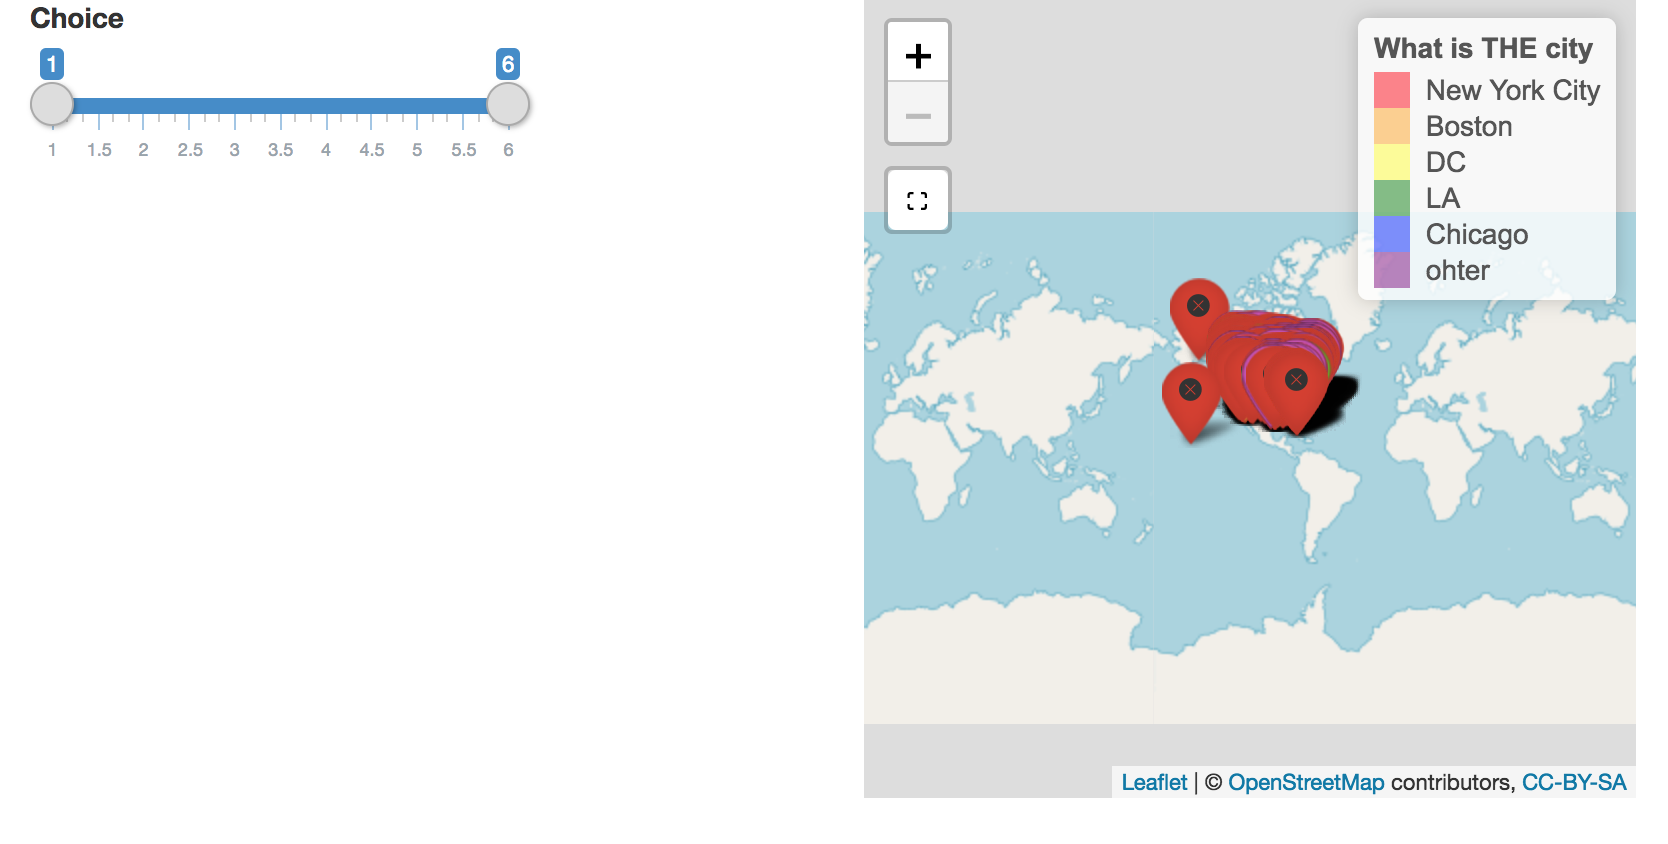 Choice
1 6
1 1.5 2 2.5 3 3.5 4 4.5 5 5.5 6
+
−
What is THE city
New York City
Boston
DC
LA
Chicago
ohter
Leaflet | © OpenStreetMap contributors, CC-BY-SA